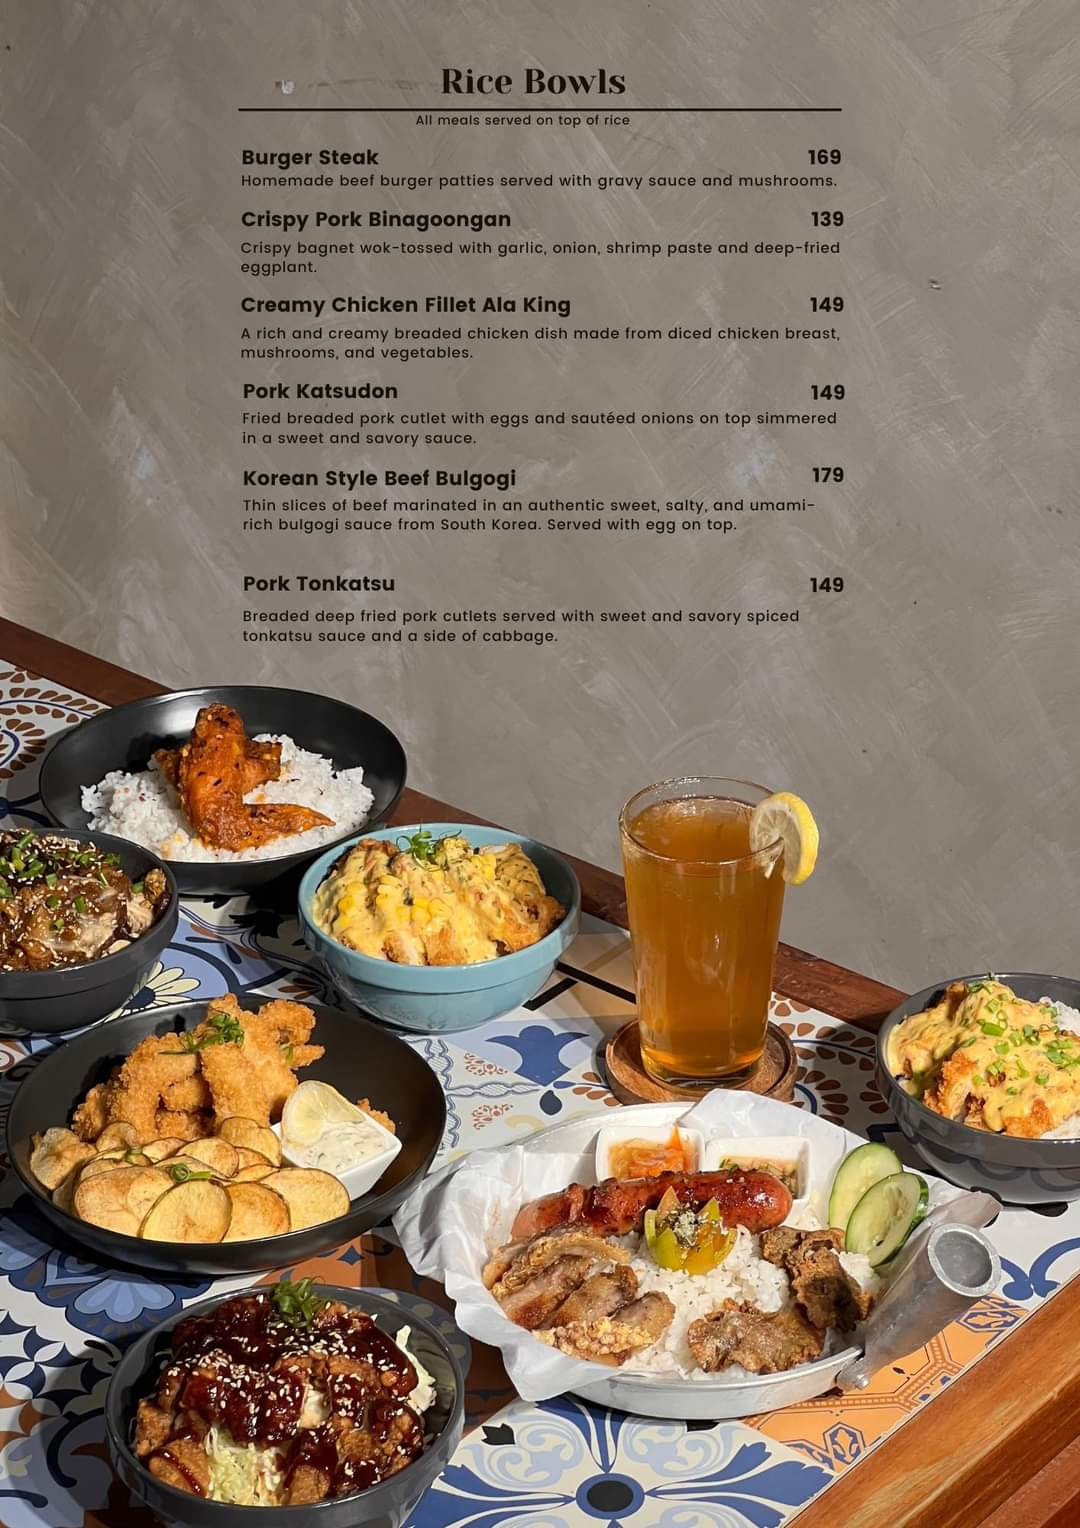 Rice Bowls
All meals served on top of rice
Burger Steak 169
Homemade beef burger patties served with gravy sauce and mushrooms.
Crispy Pork Binagoongan 139
Crispy bagnet wok-tossed with garlic, onion, shrimp paste and deep-fried
eggplant.
Creamy Chicken Fillet Ala King 149
A rich and creamy breaded chicken dish made from diced chicken breast,
mushrooms, and vegetables.
Pork Katsudon 149
Fried breaded pork cutlet with eggs and sautéed onions on top simmered
in a sweet and savory sauce.
Korean Style Beef Bulgogi 179
Thin slices of beef marinated in an authentic sweet, salty, and umami-
rich bulgogi sauce from South Korea. Served with egg on top.
Pork Tonkatsu 149
Breaded deep fried pork cutlets served with sweet and savory spiced
tonkatsu sauce and a side of cabbage.